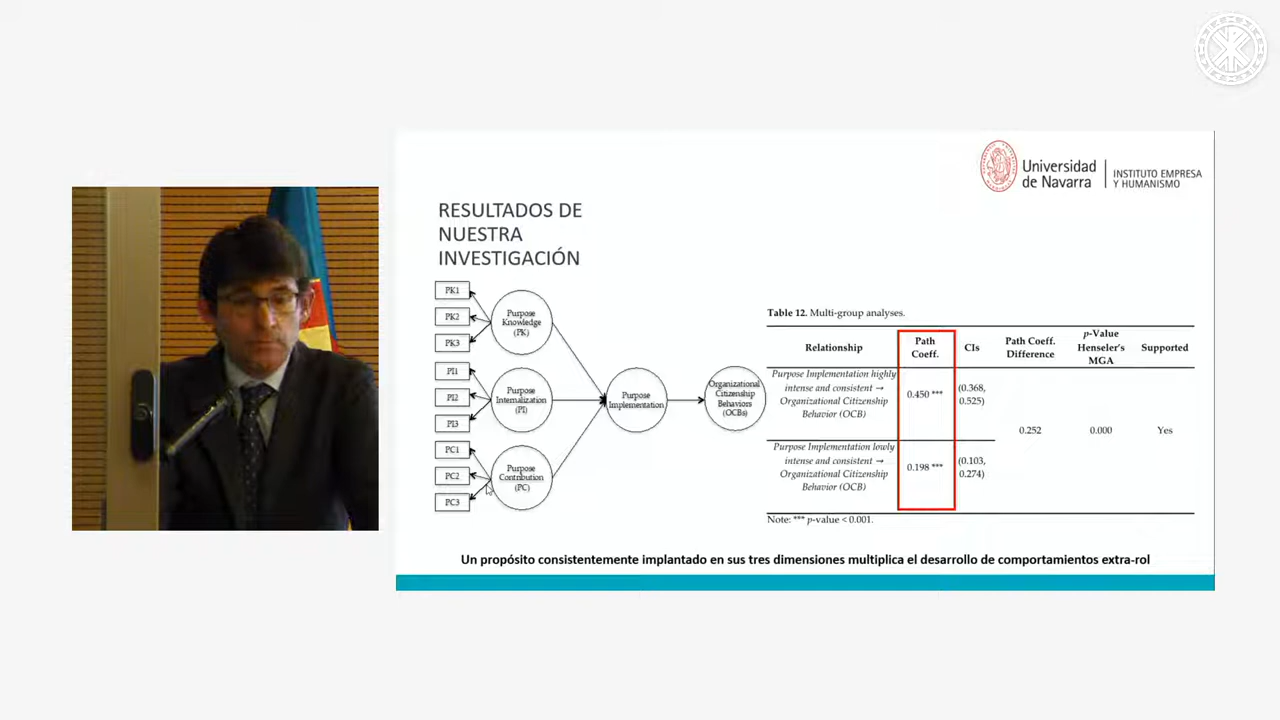 Universidad
de Navarra
INSTITUTO EMPRESA
Y HUMANISMO
RESULTADOS DE
NUESTRA
INVESTIGACIÓN
PK1
PK2
PK3
PI1
PI2
PI3
PC1
PC2
PC3
Purpose
Knowledge
(PK)
Purpose
Internalization
(PI)
Purpose
Contribution
(PC)
Purpose
Implementation
Organizational
Citizenship
Behaviors
(OCBs)
Table 12. Multi-group analyses.
Relationship
Path
Coeff.
CIs
Path Coeff.
Difference
p-Value
Henseler's
MGA
Supported
Purpose Implementation highly
intense and consistent →
Organizational Citizenship
Behavior (OCB)
0.450 ***
(0.368,
0.525)
0.252
0.000
Yes
Purpose Implementation lowly
intense and consistent →
Organizational Citizenship
Behavior (OCB)
0.198 ***
(0.103,
0.274)
Note: *** p-value < 0.001.
Un propósito consistentemente implantado en sus tres dimensiones multiplica el desarrollo de comportamientos extra-rol